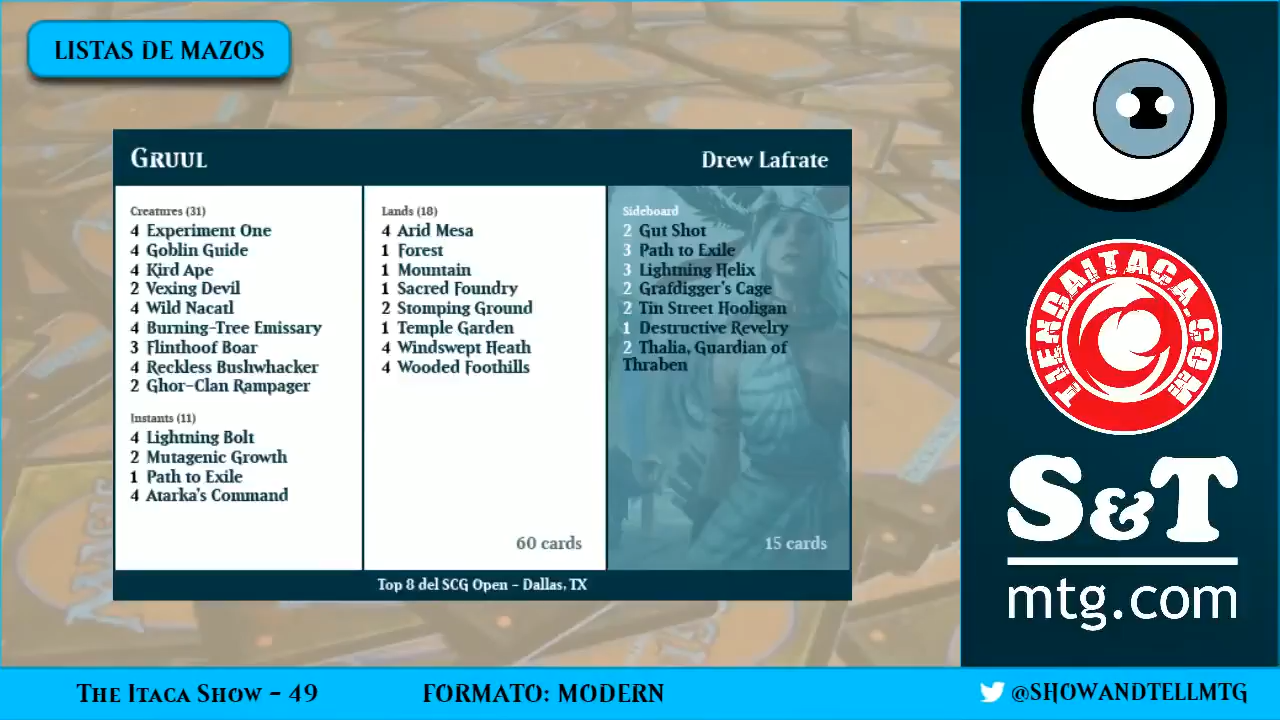 LISTAS DE MAZOS
GRUUL
DREW LAFRATE
Creatures (31)
4 Experiment One
4 Goblin Guide
4 Kird Ape
2 Vexing Devil
4 Wild Nacatl
4 Burning-Tree Emissary
3 Flinthoof Boar
4 Reckless Bushwhacker
2 Ghor-Clan Rampager
Instants (11)
4 Lightning Bolt
2 Mutagenic Growth
1 Path to Exile
4 Atarka's Command
Lands (18)
4 Arid Mesa
1 Forest
1 Mountain
1 Sacred Foundry
2 Stomping Ground
1 Temple Garden
4 Windswept Heath
4 Wooded Foothills
60 cards
Sideboard
2 Gut Shot
3 Path to Exile
3 Lightning Helix
2 Grafdigger's Cage
2 Tin Street Hooligan
1 Destructive Revelry
2 Thalia, Guardian of
Thraben
15 cards
Top 8 del SCG Open - Dallas, TX
TIENDAITACA.COM
S&T
mtg.com
THE ITACA SHOW - 49
FORMATO: MODERN
@SHOWANDTELLMTG